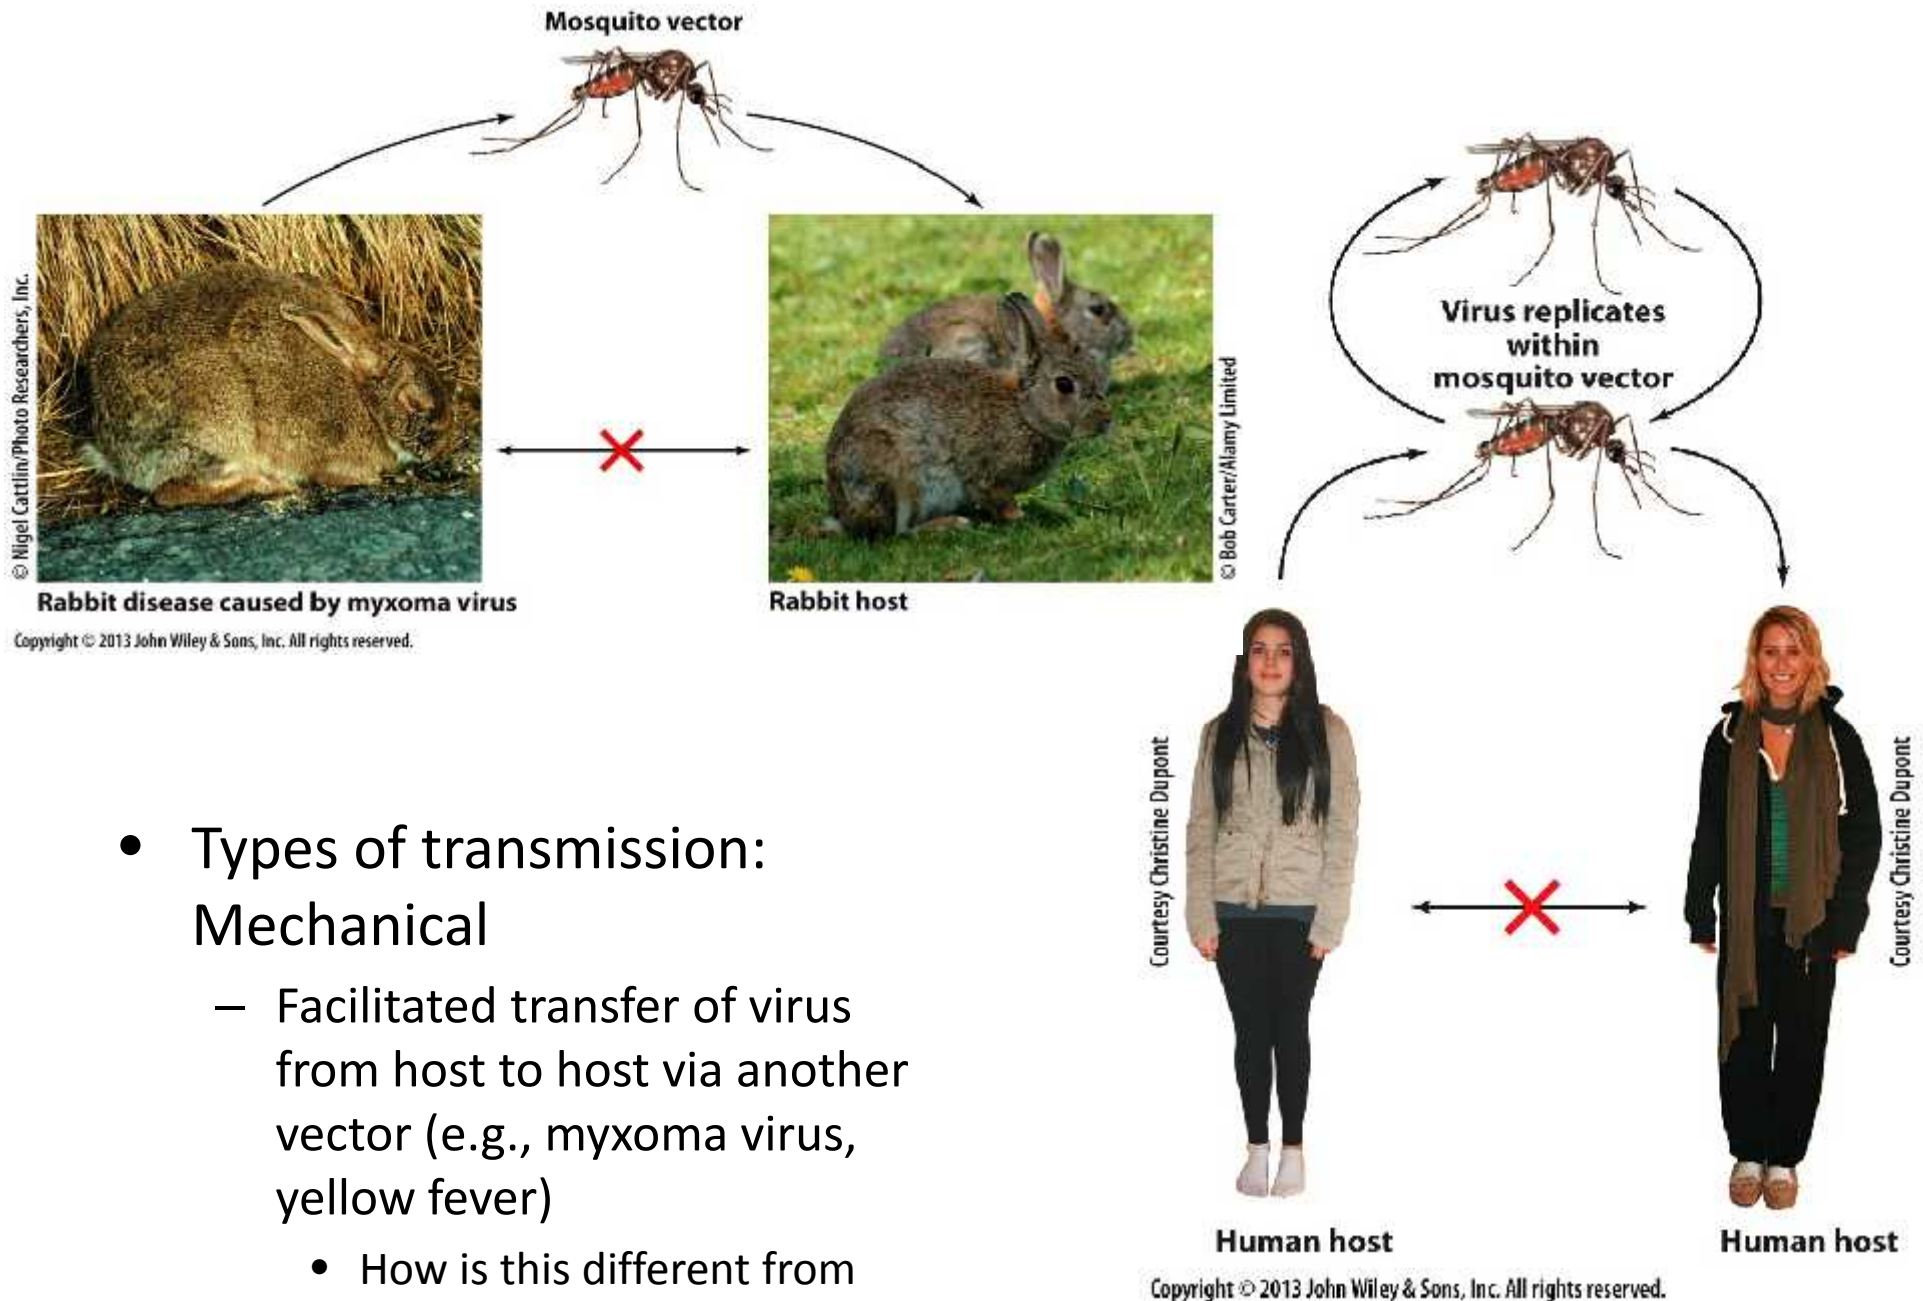 Mosquito vector
© Nigel Cattlin/Photo Researchers, Inc.
© Bob Carter/Alamy Limited
Rabbit disease caused by myxoma virus
Rabbit host
Copyright © 2013 John Wiley & Sons, Inc. All rights reserved.
Virus replicates
within
mosquito vector
Courtesy Christine Dupont
Courtesy Christine Dupont
Human host
Human host
Copyright © 2013 John Wiley & Sons, Inc. All rights reserved.
• Types of transmission:
Mechanical
– Facilitated transfer of virus
from host to host via another
vector (e.g., myxoma virus,
yellow fever)
• How is this different from